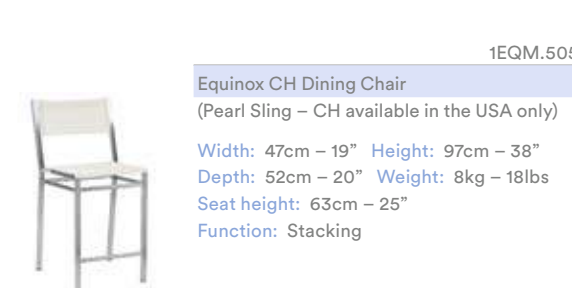 1EQM.505
Equinox CH Dining Chair
(Pearl Sling – CH available in the USA only)
Width: 47cm – 19” Height: 97cm – 38”
Depth: 52cm – 20” Weight: 8kg – 18lbs
Seat height: 63cm – 25”
Function: Stacking